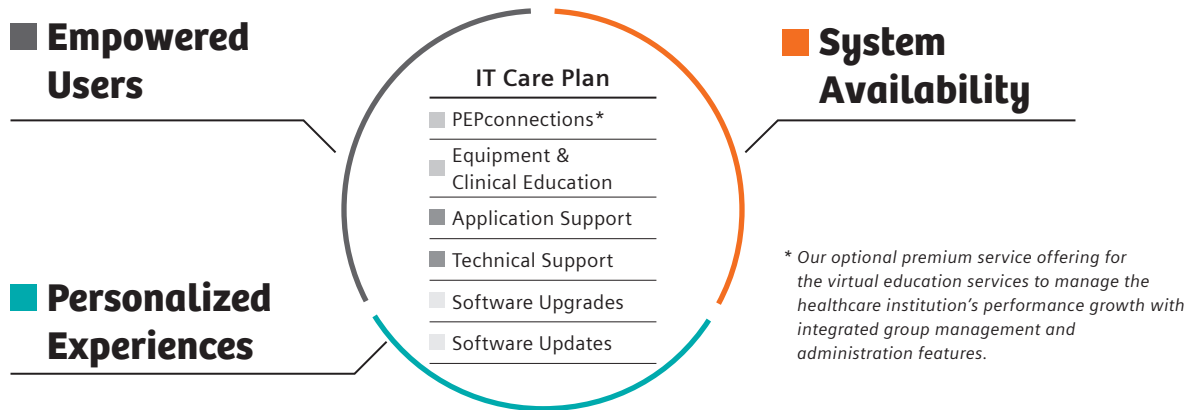 Empowered
Users
System
Availability
IT Care Plan
PEPconnections*
Equipment &
Clinical Education
Application Support
Technical Support
Software Upgrades
Software Updates
Personalized
Experiences
* Our optional premium service offering for
the virtual education services to manage the
healthcare institution's performance growth with
integrated group management and
administration features.